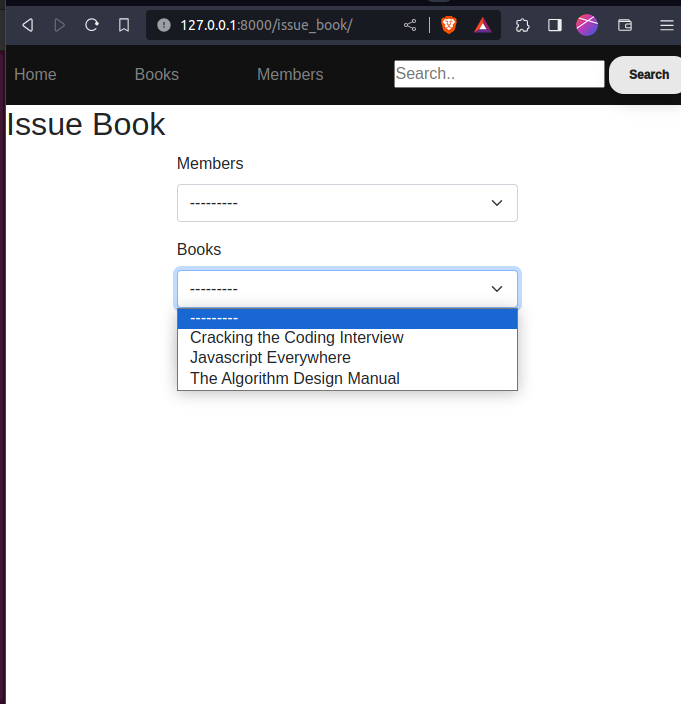 127.0.0.1:8000/issue_book/
Home Books Members Search.. Search
Issue Book
Members
---------
Books
---------
---------
Cracking the Coding Interview
Javascript Everywhere
The Algorithm Design Manual